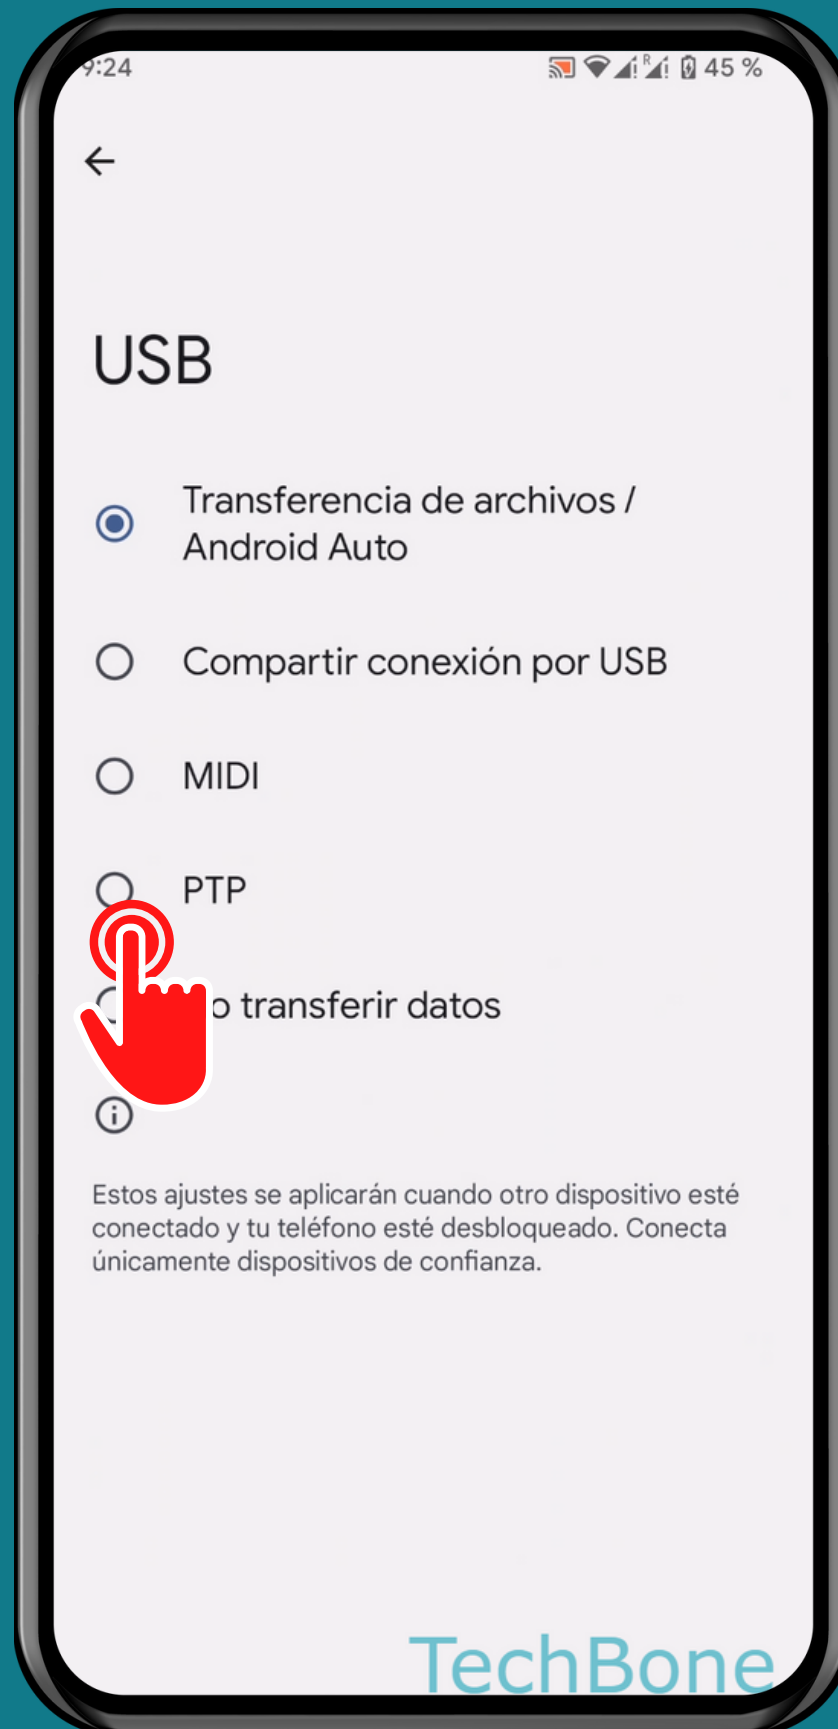 9:24 R 45 %
USB
Transferencia de archivos /
Android Auto
Compartir conexión por USB
MIDI
PTP
o transferir datos
Estos ajustes se aplicarán cuando otro dispositivo esté
conectado y tu teléfono esté desbloqueado. Conecta
únicamente dispositivos de confianza.
TechBone